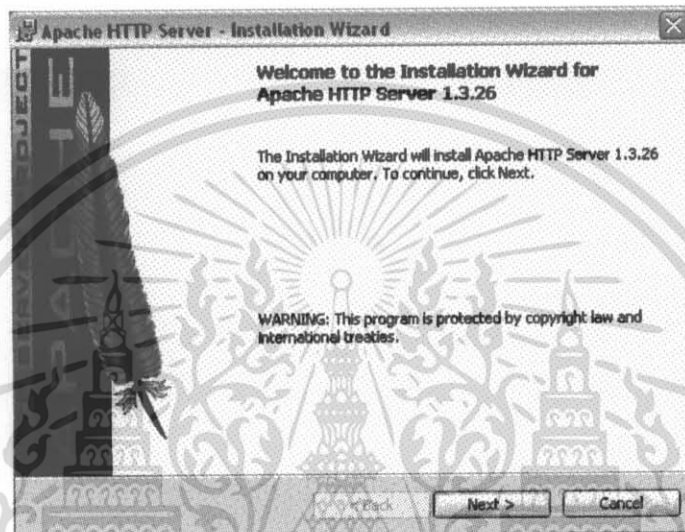 Apache HTTP Server - Installation Wizard
Welcome to the Installation Wizard for
Apache HTTP Server 1.3.26
The Installation Wizard will install Apache HTTP Server 1.3.26
on your computer. To continue, click Next.
WARNING: This program is protected by copyright law and
international treaties.
APACHE
PROJECT
< Back
Next >
Cancel